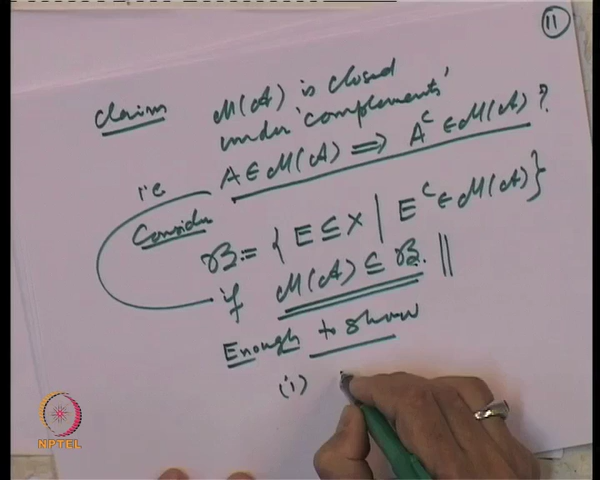 11
Claim M(A) is closed
under 'complements'
i.e. A ∈ M(A) ⟹ A^c ∈ M(A) ?
Consider
B := { E ⊆ X | E^c ∈ M(A) }
if M(A) ⊆ B. ||
Enough to show
(i)
NPTEL